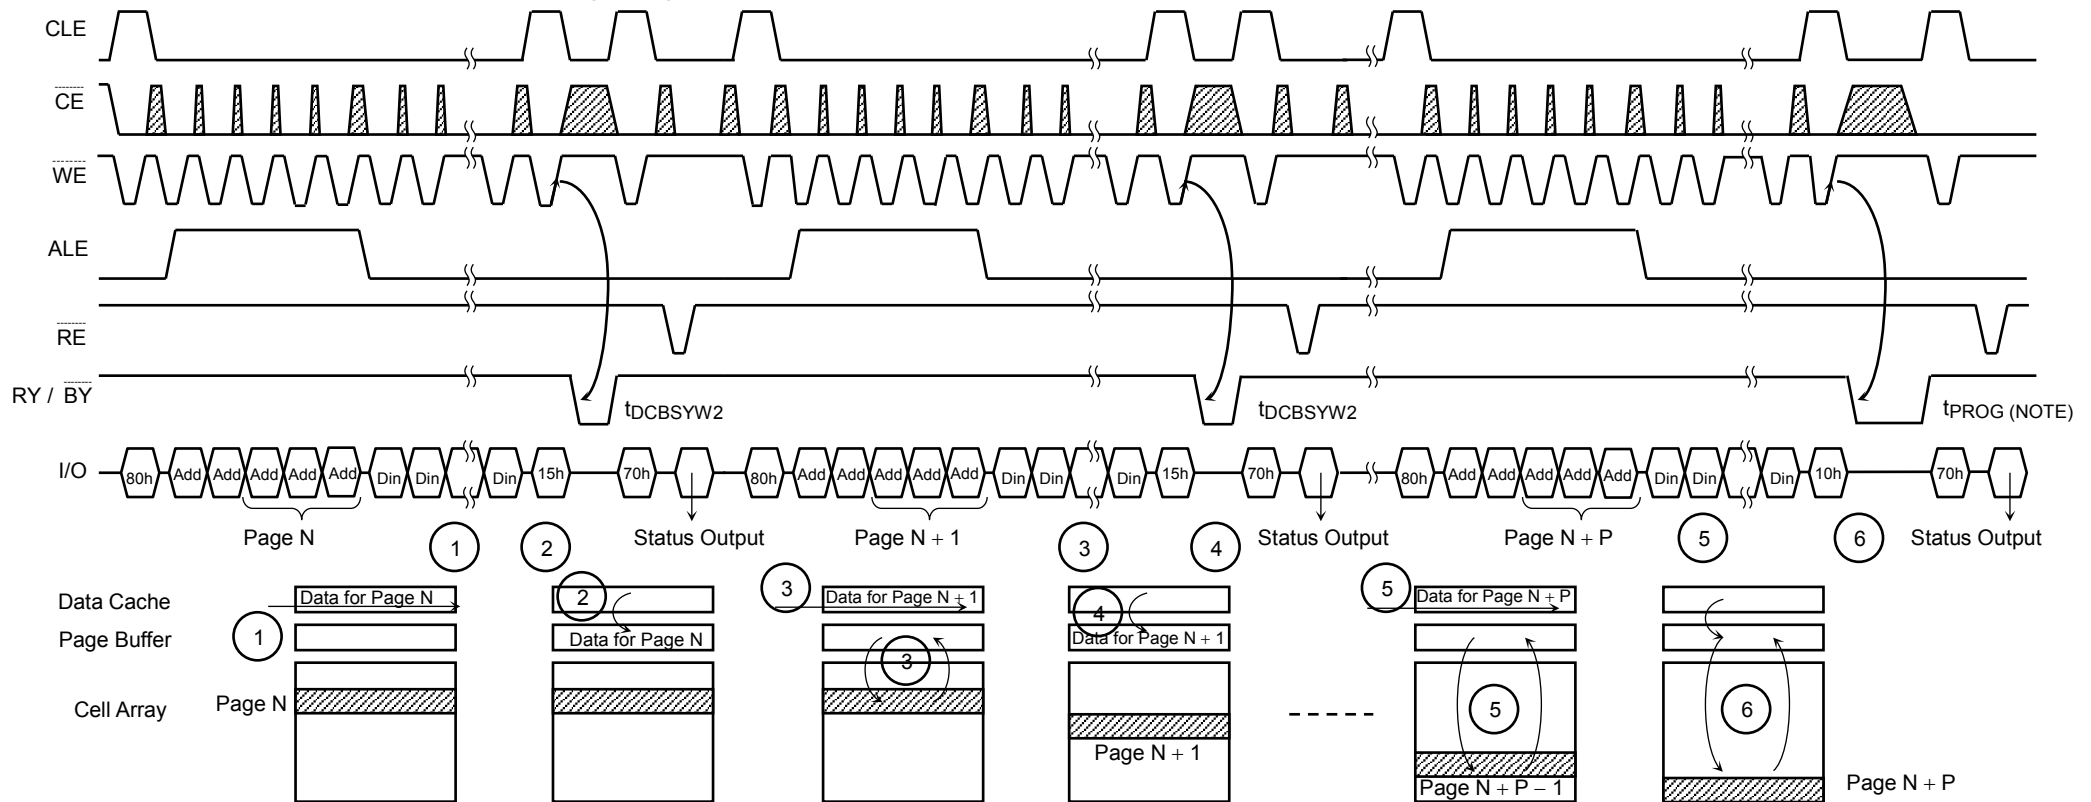 CLE
CE
WE
ALE
RE
RY / BY
tDCBSYW2 tDCBSYW2 tPROG (NOTE)
I/O 80h Add Add Add Add Add Din Din Din 15h 70h 80h Add Add Add Add Add Din Din Din 15h 70h 80h Add Add Add Add Add Din Din Din 10h 70h
Page N 1 2 Status Output Page N + 1 3 4 Status Output Page N + P 5 6 Status Output
Data Cache Data for Page N 2 3 Data for Page N + 1 4 5 Data for Page N + P
Page Buffer 1 Data for Page N 3 Data for Page N + 1
Cell Array Page N 5 6
Page N + 1
Page N + P − 1 Page N + P